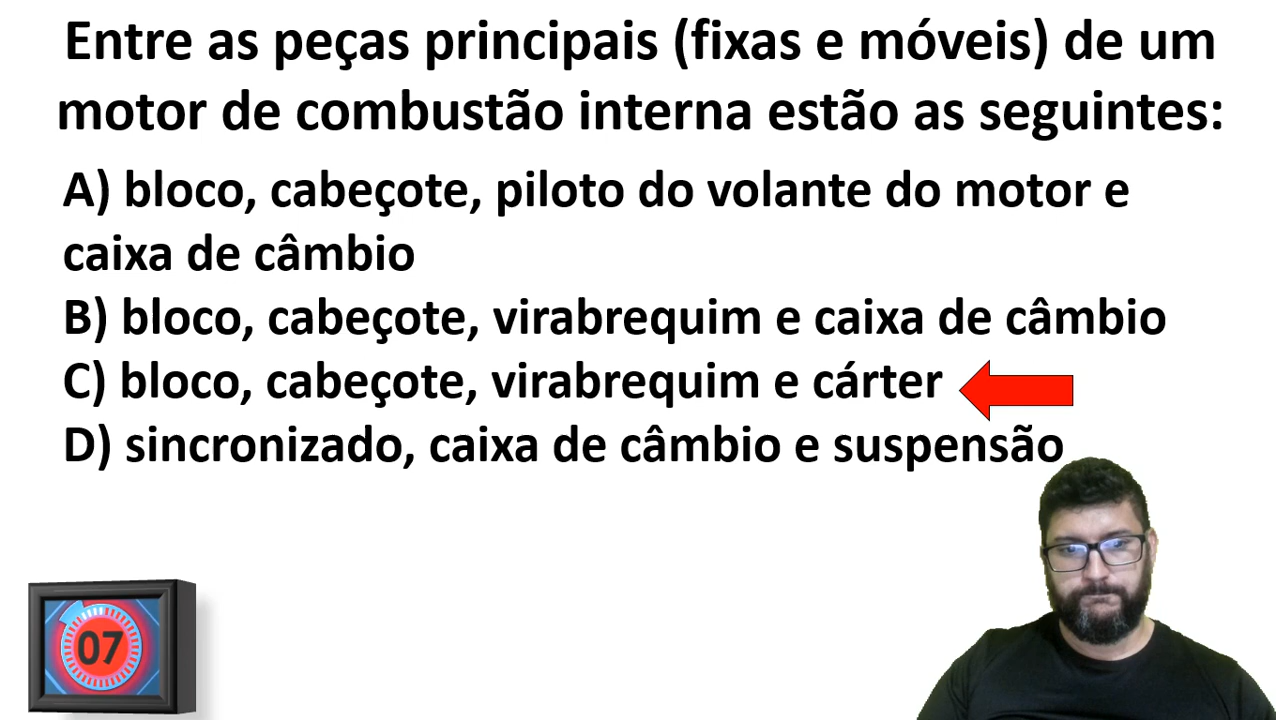 Entre as peças principais (fixas e móveis) de um
motor de combustão interna estão as seguintes:
A) bloco, cabeçote, piloto do volante do motor e
caixa de câmbio
B) bloco, cabeçote, virabrequim e caixa de câmbio
C) bloco, cabeçote, virabrequim e cárter
D) sincronizado, caixa de câmbio e suspensão
07